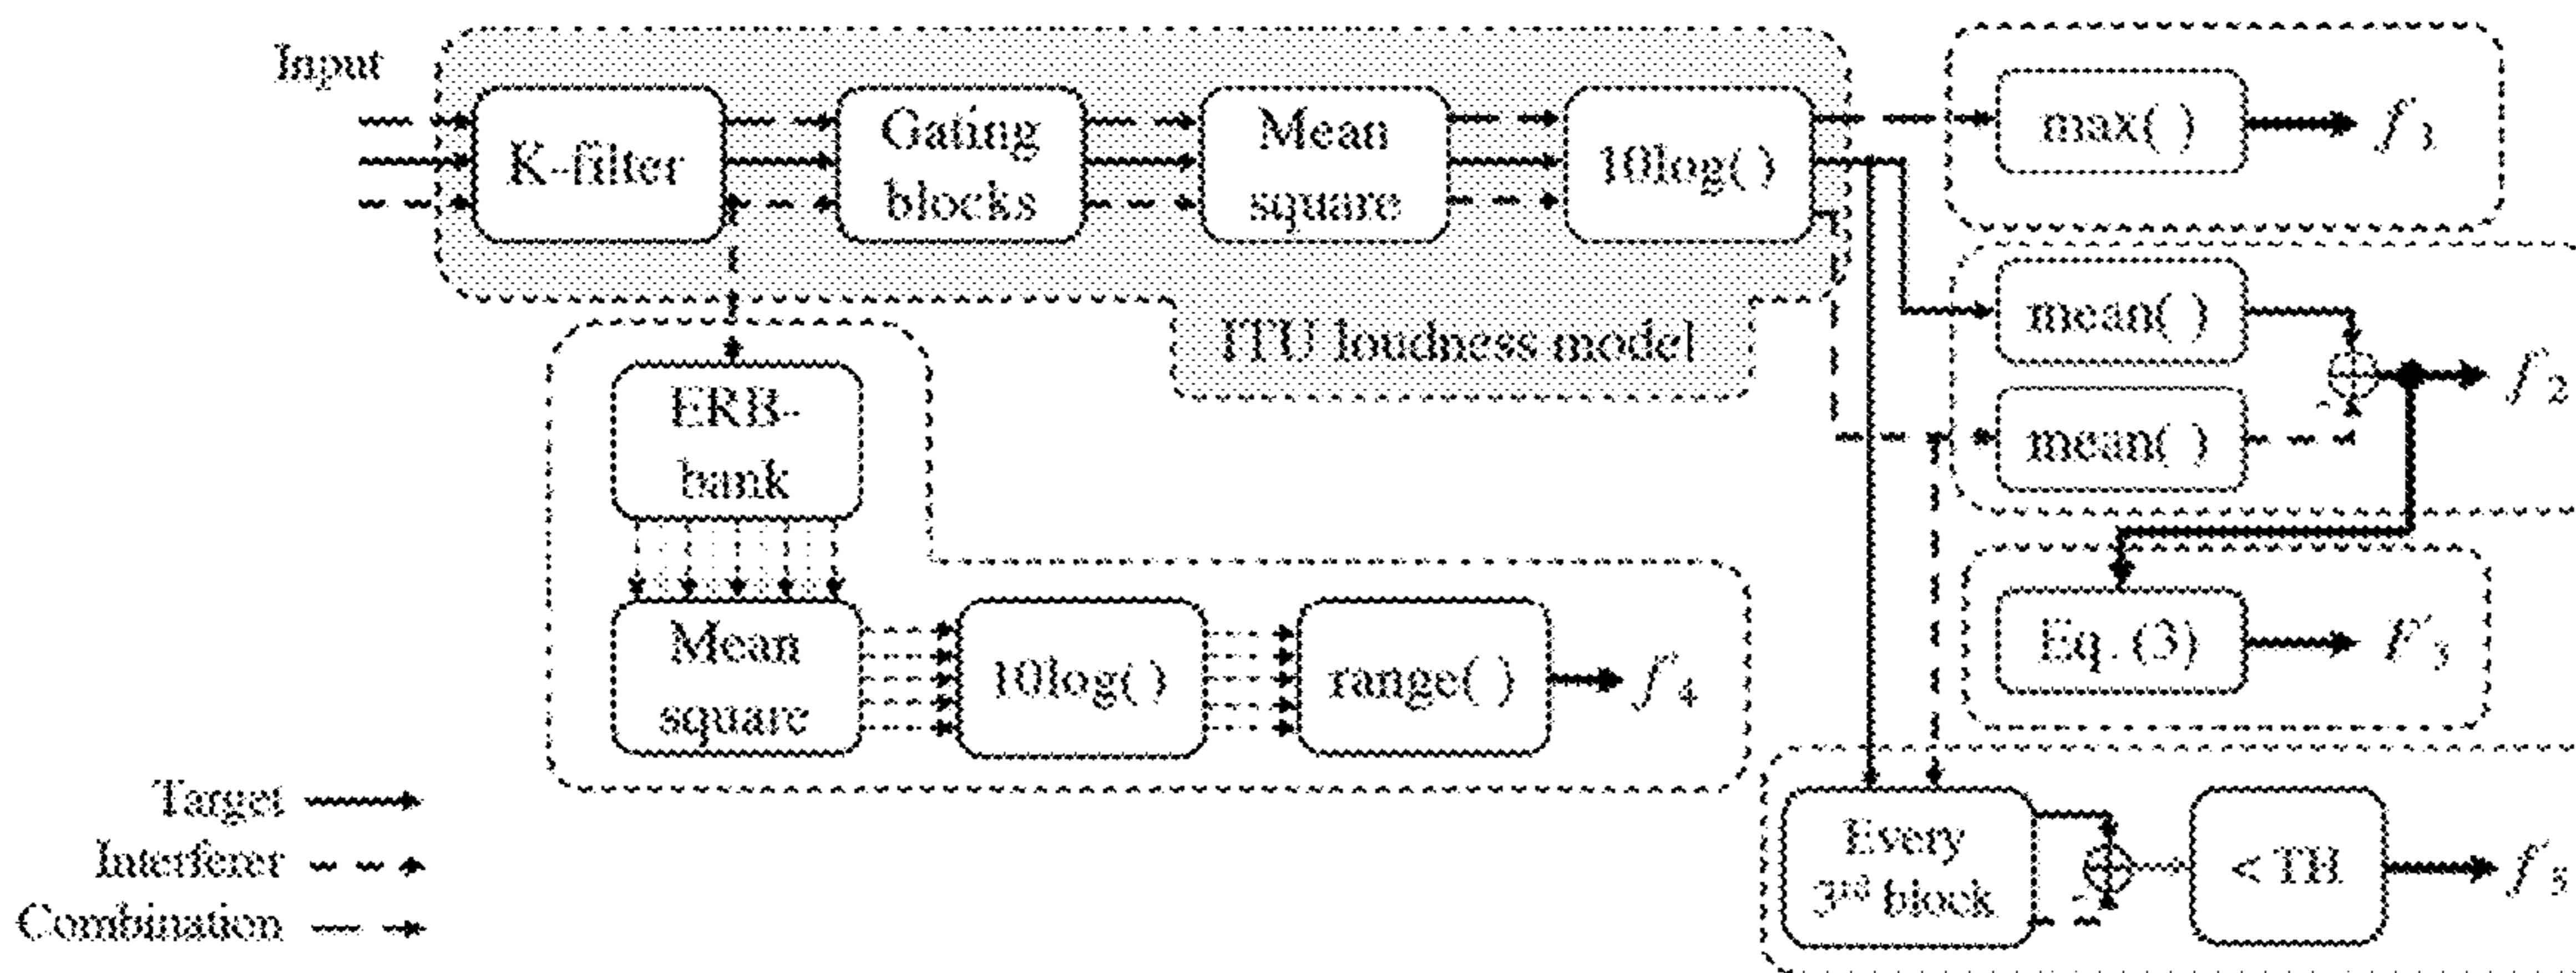 Input
K-filter
Gating
blocks
Mean
square
10log( )
max( )
f1
ITU loudness model
mean( )
mean( )
-
f2
ERB-
bank
Mean
square
10log( )
range( )
f4
Eq. (3)
F3
Every
3rd block
-
< TH
f5
Target
Interferer
Combination